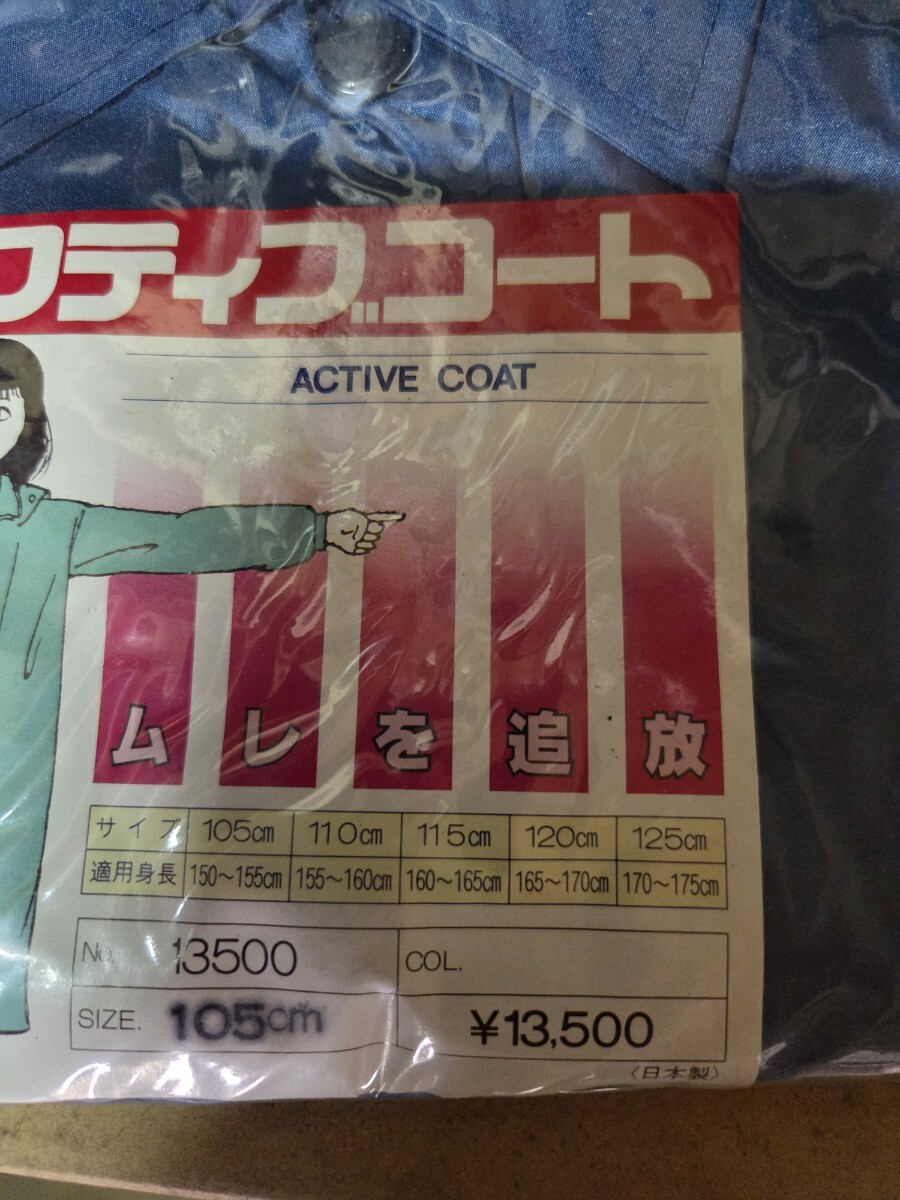 クティブコート
ACTIVE COAT
ムレを追放
サイズ 105cm 110cm 115cm 120cm 125cm
適用身長 150〜155cm 155〜160cm 160〜165cm 165〜170cm 170〜175cm
No. 13500 COL.
SIZE. 105cm ¥13,500
〈日本製〉